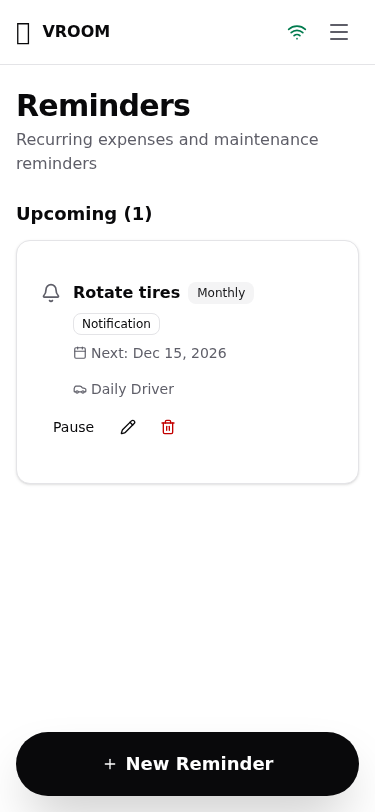 VROOM
Reminders
Recurring expenses and maintenance
reminders
Upcoming (1)
Rotate tires Monthly
Notification
Next: Dec 15, 2026
Daily Driver
Pause
+ New Reminder